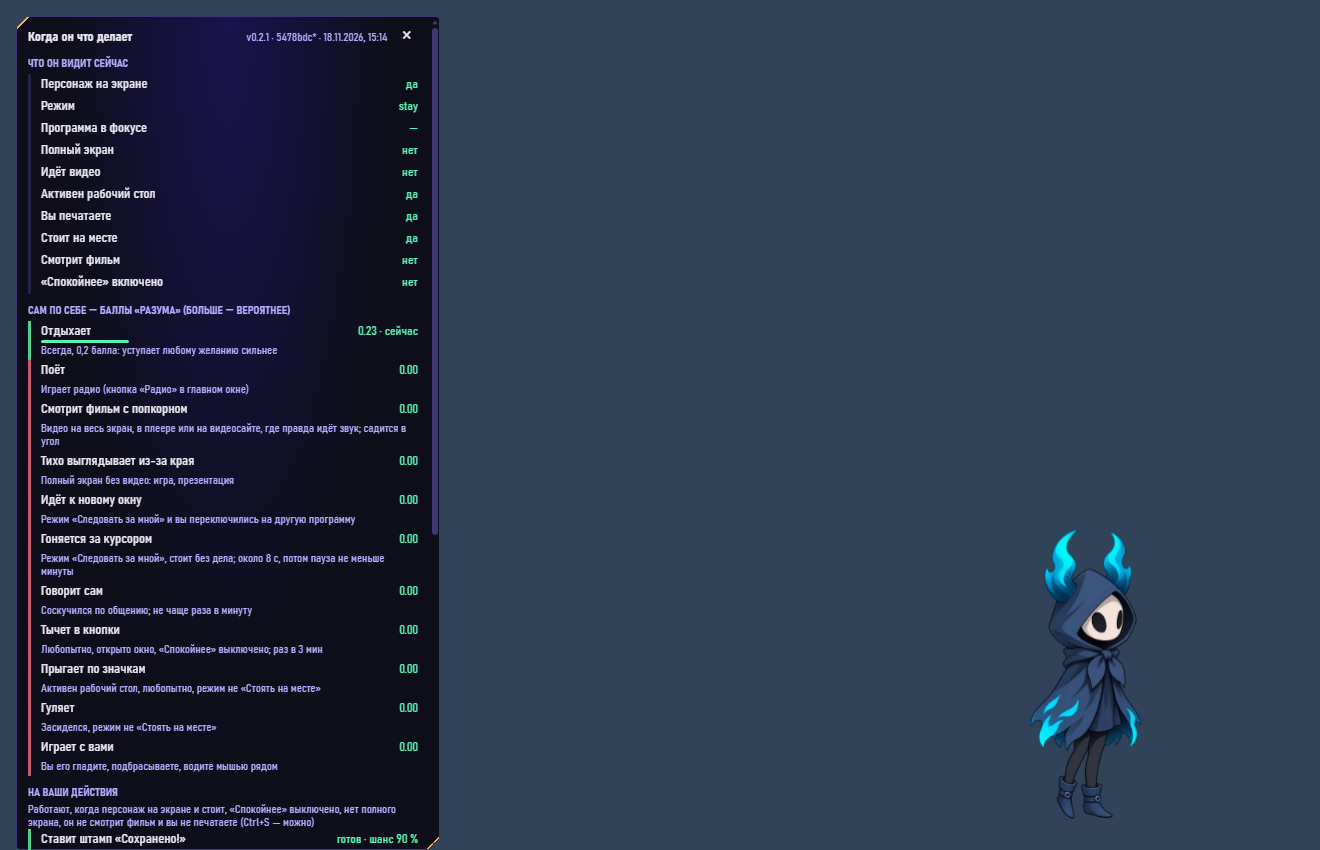 Когда он что делает
v0.2.1 · 5478bdc* · 18.11.2026, 15:14 ×
ЧТО ОН ВИДИТ СЕЙЧАС
Персонаж на экране да
Режим stay
Программа в фокусе —
Полный экран нет
Идёт видео нет
Активен рабочий стол да
Вы печатаете да
Стоит на месте да
Смотрит фильм нет
«Спокойнее» включено нет
САМ ПО СЕБЕ — БАЛЛЫ «РАЗУМА» (БОЛЬШЕ — ВЕРОЯТНЕЕ)
Отдыхает 0.23 · сейчас
Всегда, 0,2 балла: уступает любому желанию сильнее
Поёт 0.00
Играет радио (кнопка «Радио» в главном окне)
Смотрит фильм с попкорном 0.00
Видео на весь экран, в плеере или на видеосайте, где правда идёт звук; садится в
угол
Тихо выглядывает из-за края 0.00
Полный экран без видео: игра, презентация
Идёт к новому окну 0.00
Режим «Следовать за мной» и вы переключились на другую программу
Гоняется за курсором 0.00
Режим «Следовать за мной», стоит без дела; около 8 с, потом пауза не меньше
минуты
Говорит сам 0.00
Соскучился по общению; не чаще раза в минуту
Тычет в кнопки 0.00
Любопытно, открыто окно, «Спокойнее» выключено; раз в 3 мин
Прыгает по значкам 0.00
Активен рабочий стол, любопытно, режим не «Стоять на месте»
Гуляет 0.00
Засиделся, режим не «Стоять на месте»
Играет с вами 0.00
Вы его гладите, подбрасываете, водите мышью рядом
НА ВАШИ ДЕЙСТВИЯ
Работают, когда персонаж на экране и стоит, «Спокойнее» выключено, нет полного
экрана, он не смотрит фильм и вы не печатаете (Ctrl+S — можно)
Ставит штамп «Сохранено!» готов · шанс 90 %